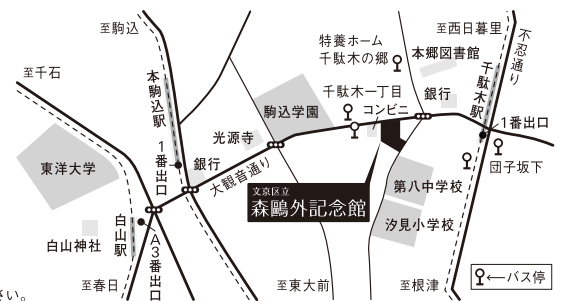 至駒込
至西日暮里
特養ホーム
千駄木の郷
本郷図書館
不忍通り
至千石
本駒込駅
千駄木一丁目
コンビニ
銀行
千駄木駅
駒込学園
光源寺
1番出口
1番出口
東洋大学
銀行
大観音通り
団子坂下
文京区立
森鷗外記念館
第八中学校
白山駅
汐見小学校
白山神社
A3番出口
至春日
至東大前
至根津
←バス停
さい。